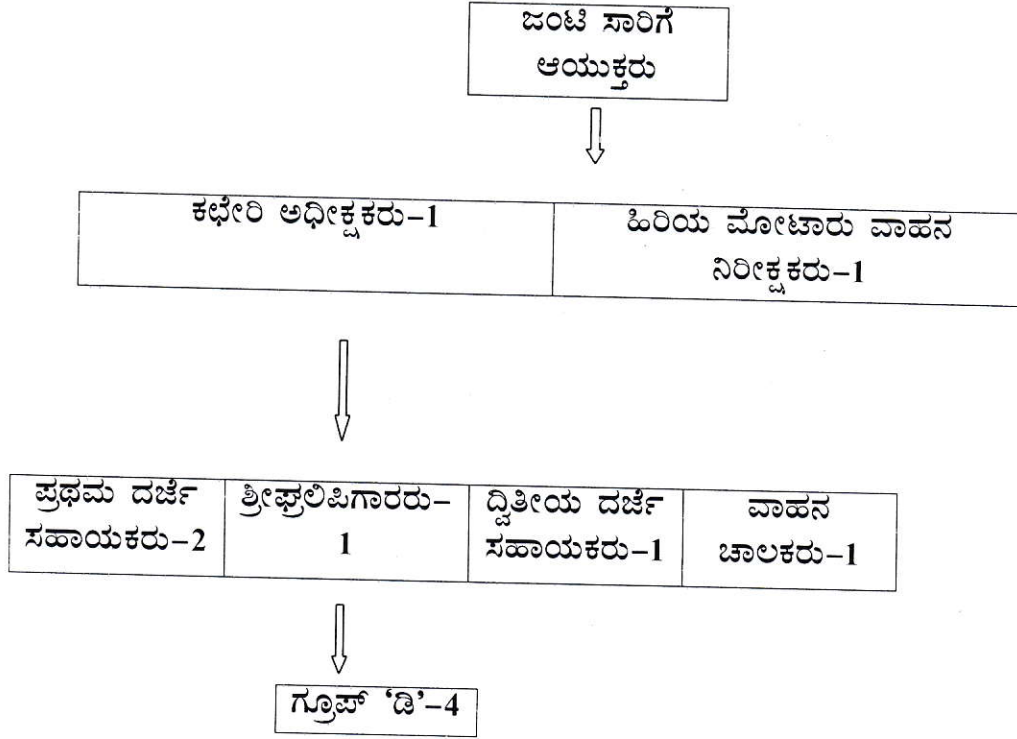 ಜಂಟಿ ಸಾರಿಗೆ
ಆಯುಕ್ತರು
ಕಛೇರಿ ಅಧೀಕ್ಷಕರು-1
ಹಿರಿಯ ಮೋಟಾರು ವಾಹನ
ನಿರೀಕ್ಷಕರು-1
ಪ್ರಥಮ ದರ್ಜೆ
ಸಹಾಯಕರು-2
ಶ್ರೀಘ್ರಲಿಪಿಗಾರರು-
1
ದ್ವಿತೀಯ ದರ್ಜೆ
ಸಹಾಯಕರು-1
ವಾಹನ
ಚಾಲಕರು-1
ಗ್ರೂಪ್ ‘ಡಿ’-4